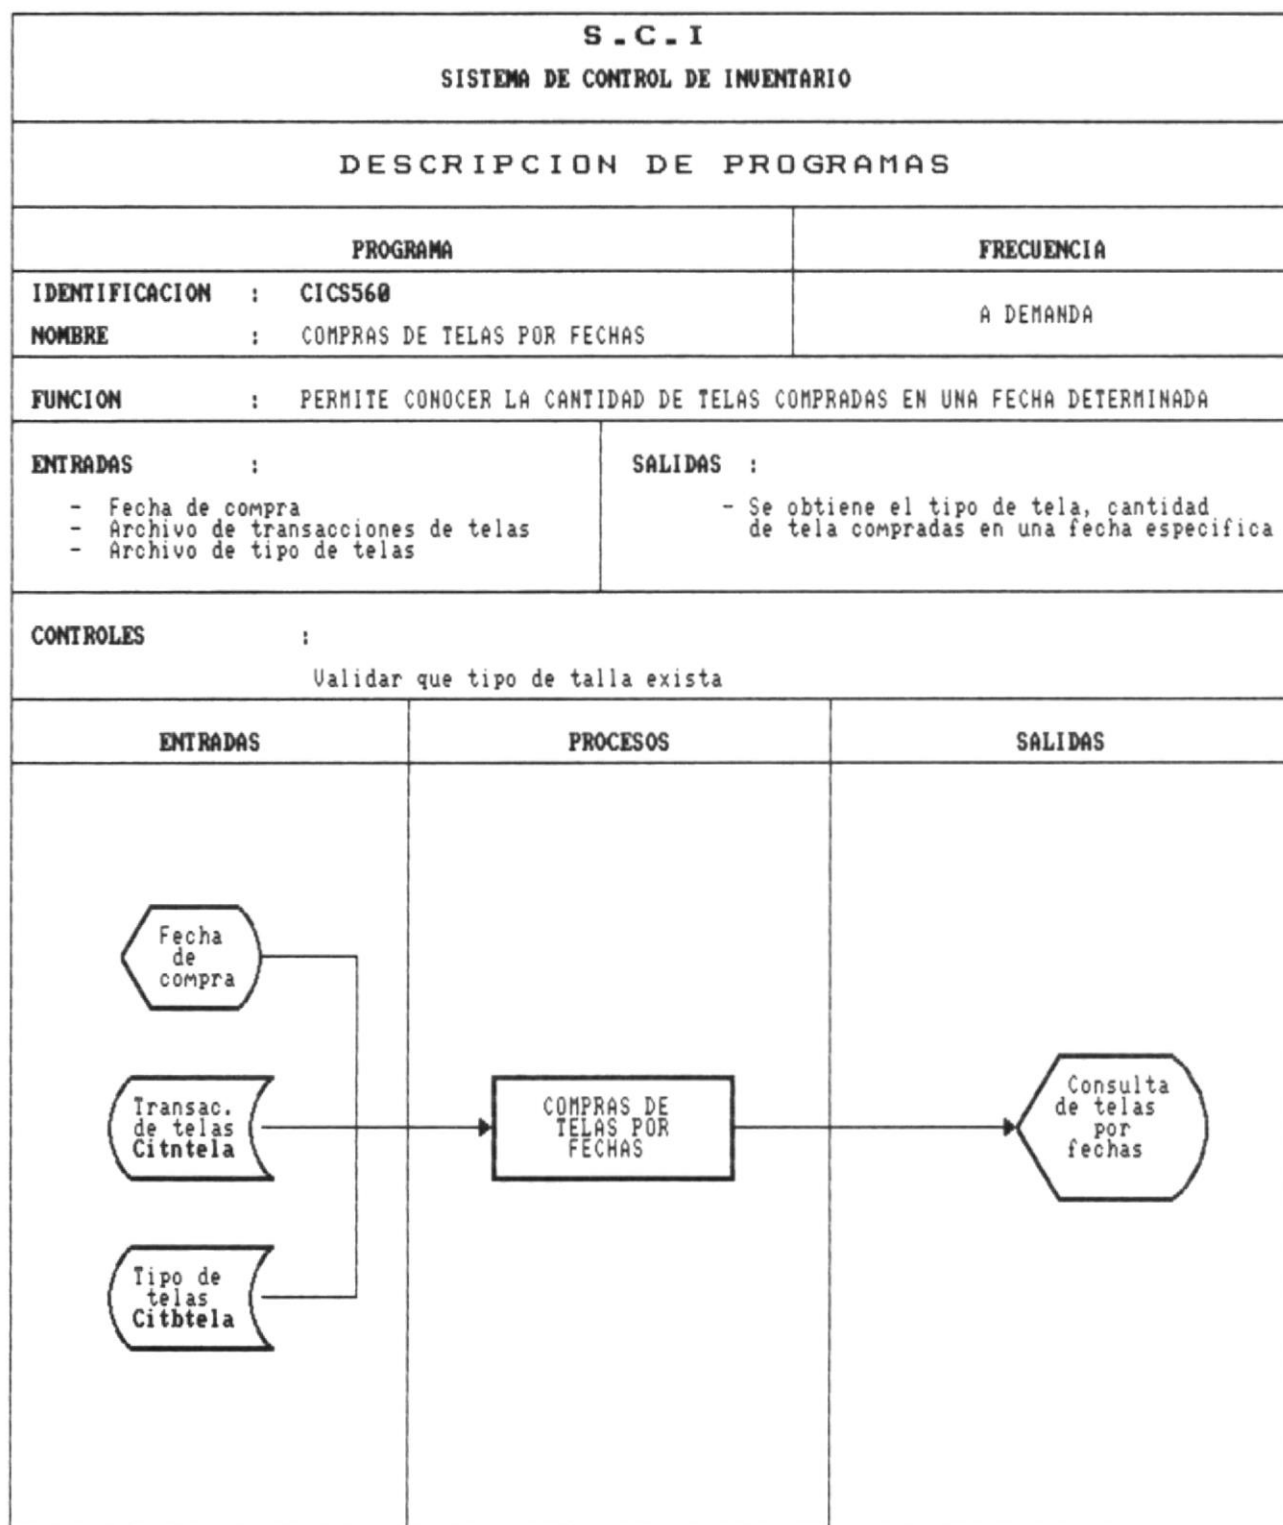 S.C.I
SISTEMA DE CONTROL DE INVENTARIO
DESCRIPCION DE PROGRAMAS
PROGRAMA
FRECUENCIA
IDENTIFICACION : CICS560
NOMBRE : COMPRAS DE TELAS POR FECHAS
A DEMANDA
FUNCION : PERMITE CONOCER LA CANTIDAD DE TELAS COMPRADAS EN UNA FECHA DETERMINADA
ENTRADAS :
- Fecha de compra
- Archivo de transacciones de telas
- Archivo de tipo de telas
SALIDAS :
- Se obtiene el tipo de tela, cantidad
de tela compradas en una fecha especifica
CONTROLES :
Validar que tipo de talla exista
ENTRADAS
PROCESOS
SALIDAS
Fecha
de
compra
Transac.
de telas
Citntela
Tipo de
telas
Citbtela
COMPRAS DE
TELAS POR
FECHAS
Consulta
de telas
por
fechas